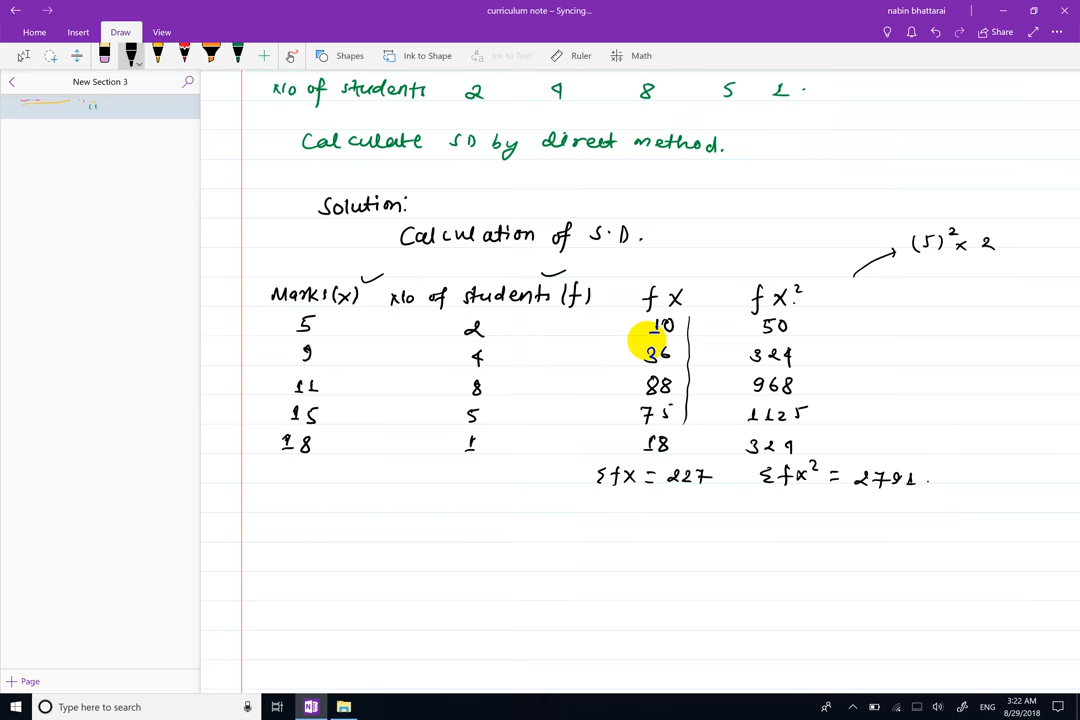 curriculum note – Syncing...
nabin bhattarai
Home Insert Draw View
Shapes Ink to Shape Ink to Text Ruler Math Share
New Section 3
No of students 2 4 8 5 1.
Calculate SD by direct method.
Solution:
Calculation of S.D.
(5)² x 2
Marks(x) No of students (f) f x f x²
5 2 10 50
9 4 36 324
11 8 88 968
15 5 75 1125
18 1 18 324
Σfx = 227 Σfx² = 2791.
+ Page
Type here to search
ENG
3:22 AM
8/29/2018